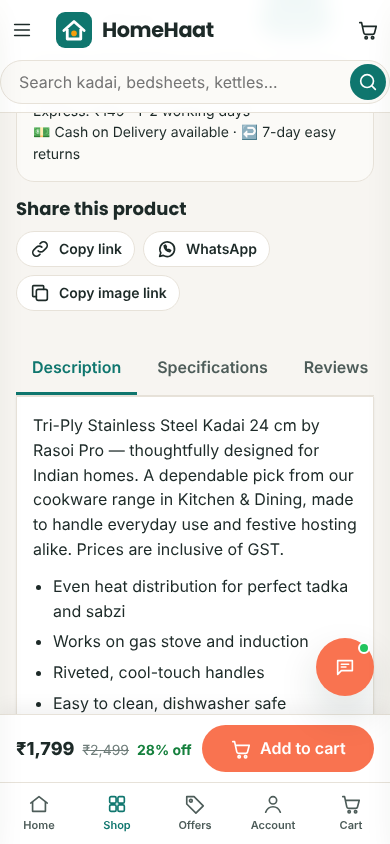 HomeHaat
Search kadai, bedsheets, kettles...
💵 Cash on Delivery available · ↩️ 7-day easy
returns
Share this product
Copy link
WhatsApp
Copy image link
Description Specifications Reviews
Tri-Ply Stainless Steel Kadai 24 cm by
Rasoi Pro — thoughtfully designed for
Indian homes. A dependable pick from our
cookware range in Kitchen & Dining, made
to handle everyday use and festive hosting
alike. Prices are inclusive of GST.
• Even heat distribution for perfect tadka
and sabzi
• Works on gas stove and induction
• Riveted, cool-touch handles
• Easy to clean, dishwasher safe
₹1,799 ₹2,499 28% off Add to cart
Home Shop Offers Account Cart